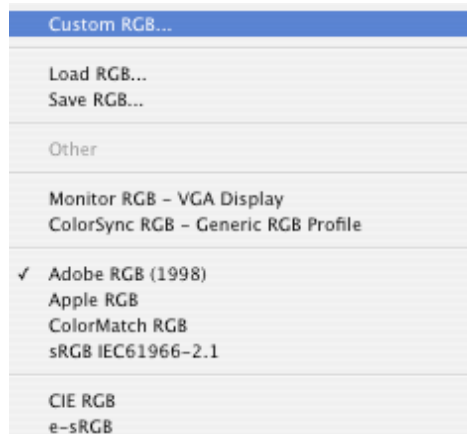 Custom RGB...
Load RGB...
Save RGB...
Other
Monitor RGB – VGA Display
ColorSync RGB – Generic RGB Profile
✓ Adobe RGB (1998)
Apple RGB
ColorMatch RGB
sRGB IEC61966–2.1
CIE RGB
e–sRGB